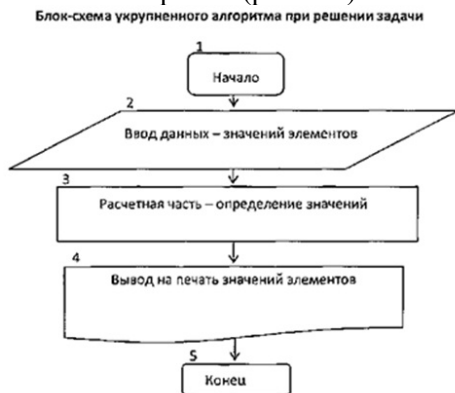 Блок-схема укрупненного алгоритма при решении задачи
1
Начало
2
Ввод данных – значений элементов
3
Расчетная часть – определение значений
4
Вывод на печать значений элементов
5
Конец